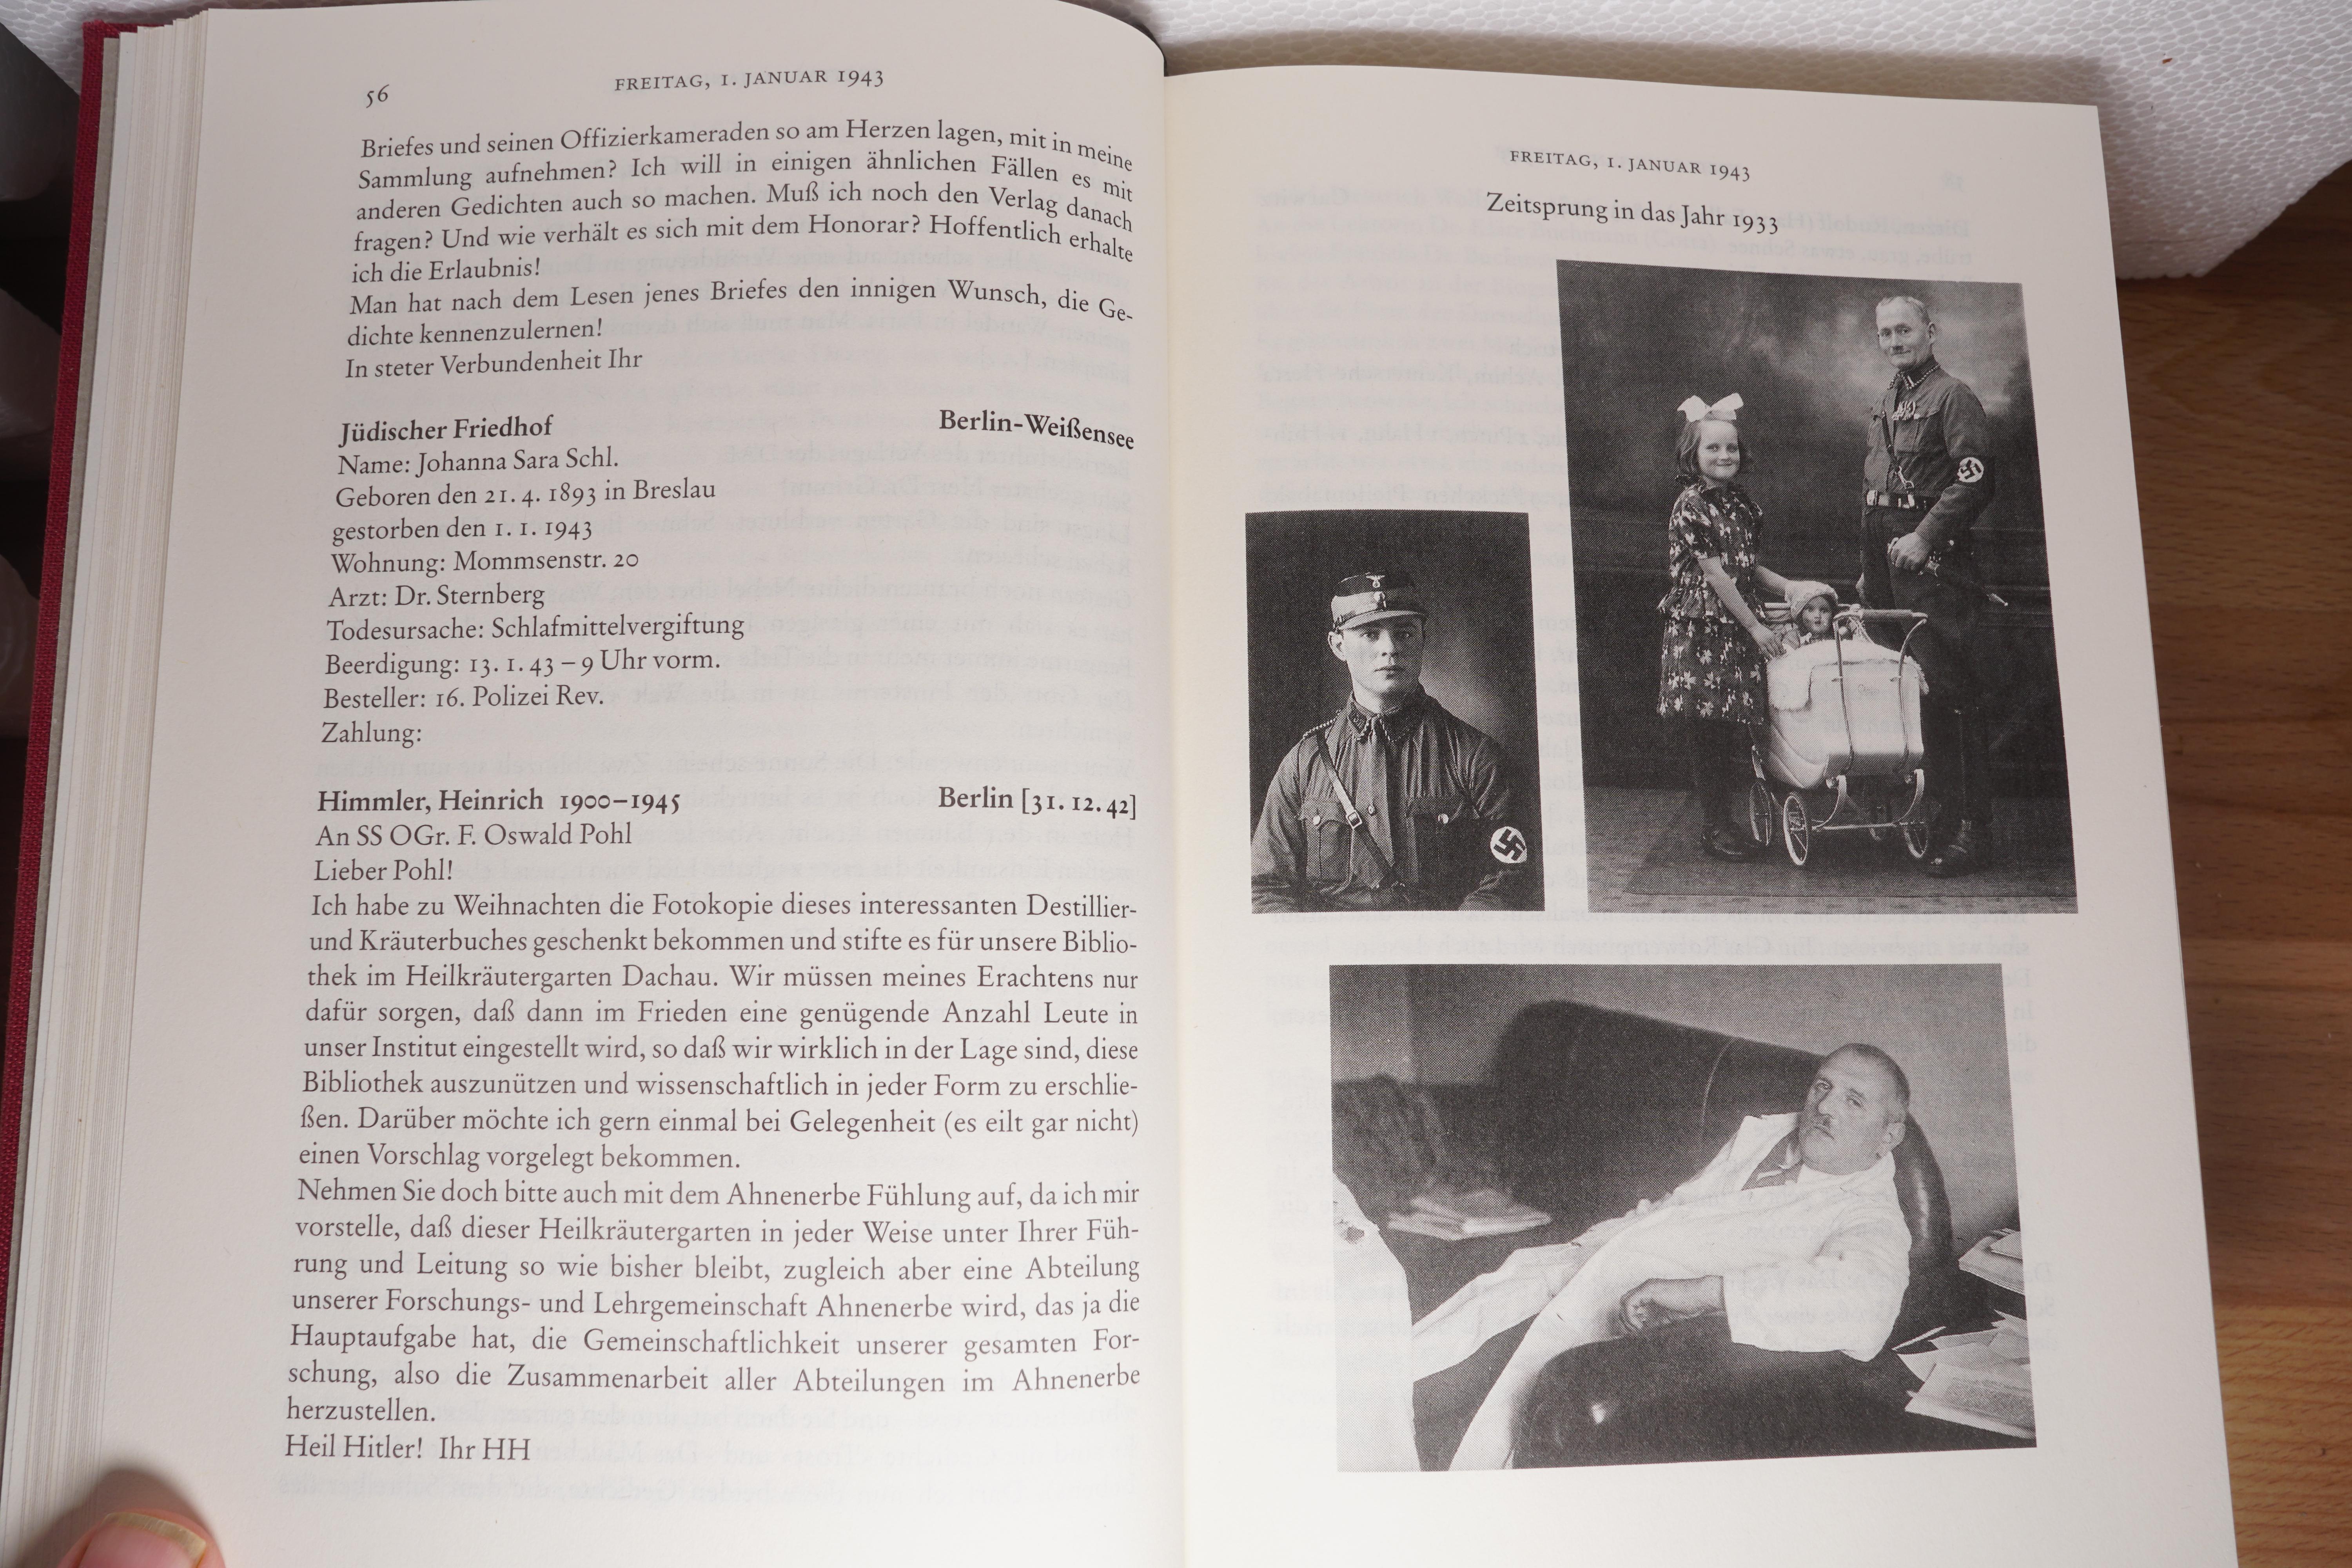 56
FREITAG, 1. JANUAR 1943
Briefes und seinen Offizierkameraden so am Herzen lagen, mit in meine
Sammlung aufnehmen? Ich will in einigen ähnlichen Fällen es mit
anderen Gedichten auch so machen. Muß ich noch den Verlag danach
fragen? Und wie verhält es sich mit dem Honorar? Hoffentlich erhalte
ich die Erlaubnis!
Man hat nach dem Lesen jenes Briefes den innigen Wunsch, die Ge-
dichte kennenzulernen!
In steter Verbundenheit Ihr
Jüdischer Friedhof Berlin-Weißensee
Name: Johanna Sara Schl.
Geboren den 21. 4. 1893 in Breslau
gestorben den 1. 1. 1943
Wohnung: Mommsenstr. 20
Arzt: Dr. Sternberg
Todesursache: Schlafmittelvergiftung
Beerdigung: 13. 1. 43 – 9 Uhr vorm.
Besteller: 16. Polizei Rev.
Zahlung:
Himmler, Heinrich 1900–1945 Berlin [31. 12. 42]
An SS OGr. F. Oswald Pohl
Lieber Pohl!
Ich habe zu Weihnachten die Fotokopie dieses interessanten Destillier-
und Kräuterbuches geschenkt bekommen und stifte es für unsere Biblio-
thek im Heilkräutergarten Dachau. Wir müssen meines Erachtens nur
dafür sorgen, daß dann im Frieden eine genügende Anzahl Leute in
unser Institut eingestellt wird, so daß wir wirklich in der Lage sind, diese
Bibliothek auszunützen und wissenschaftlich in jeder Form zu erschlie-
ßen. Darüber möchte ich gern einmal bei Gelegenheit (es eilt gar nicht)
einen Vorschlag vorgelegt bekommen.
Nehmen Sie doch bitte auch mit dem Ahnenerbe Fühlung auf, da ich mir
vorstelle, daß dieser Heilkräutergarten in jeder Weise unter Ihrer Füh-
rung und Leitung so wie bisher bleibt, zugleich aber eine Abteilung
unserer Forschungs- und Lehrgemeinschaft Ahnenerbe wird, das ja die
Hauptaufgabe hat, die Gemeinschaftlichkeit unserer gesamten For-
schung, also die Zusammenarbeit aller Abteilungen im Ahnenerbe
herzustellen.
Heil Hitler! Ihr HH
FREITAG, 1. JANUAR 1943
Zeitsprung in das Jahr 1933